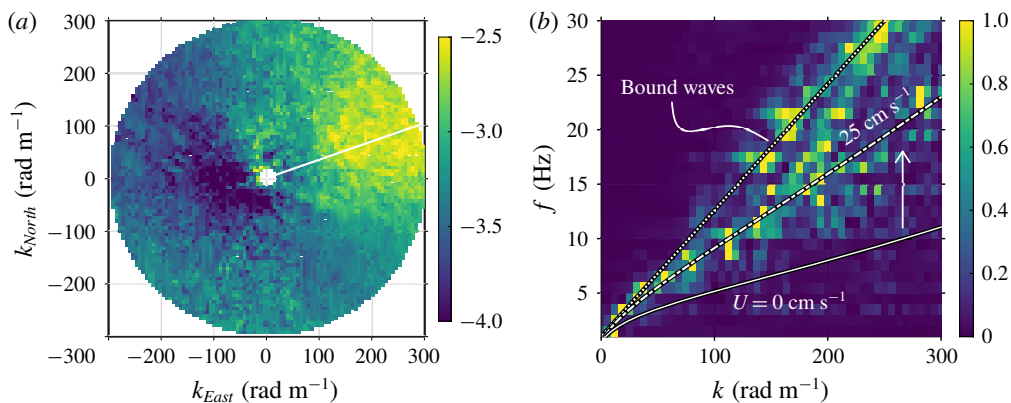 (a)
300
200
100
0
−100
−200
−300
k_North (rad m⁻¹)
−200 −100 0 100 200 300
k_East (rad m⁻¹)
−2.5
−3.0
−3.5
−4.0
(b)
30
25
20
15
10
5
f (Hz)
Bound waves
25 cm s⁻¹
U = 0 cm s⁻¹
0 100 200 300
k (rad m⁻¹)
1.0
0.8
0.6
0.4
0.2
0